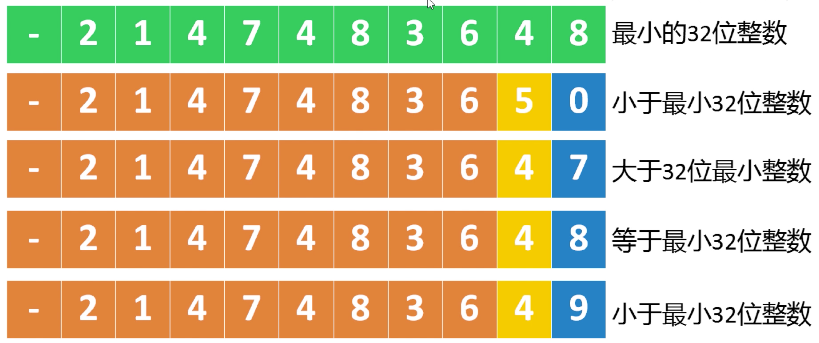 - 2 1 4 7 4 8 3 6 4 8 最小的32位整数
- 2 1 4 7 4 8 3 6 5 0 小于最小32位整数
- 2 1 4 7 4 8 3 6 4 7 大于32位最小整数
- 2 1 4 7 4 8 3 6 4 8 等于最小32位整数
- 2 1 4 7 4 8 3 6 4 9 小于最小32位整数